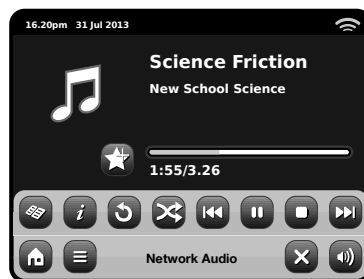 16.20pm 31 Jul 2013
Science Friction
New School Science
1:55/3.26
i
Network Audio